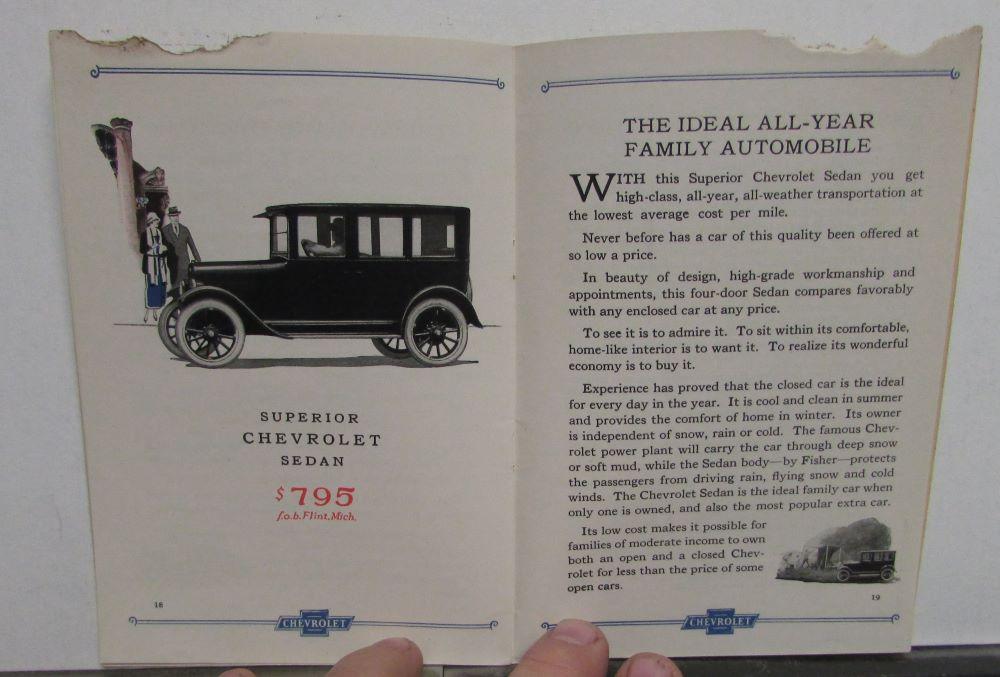 SUPERIOR
CHEVROLET
SEDAN
$795
f.o.b. Flint, Mich.
18
CHEVROLET
THE IDEAL ALL-YEAR
FAMILY AUTOMOBILE
WITH this Superior Chevrolet Sedan you get
high-class, all-year, all-weather transportation at
the lowest average cost per mile.
Never before has a car of this quality been offered at
so low a price.
In beauty of design, high-grade workmanship and
appointments, this four-door Sedan compares favorably
with any enclosed car at any price.
To see it is to admire it. To sit within its comfortable,
home-like interior is to want it. To realize its wonderful
economy is to buy it.
Experience has proved that the closed car is the ideal
for every day in the year. It is cool and clean in summer
and provides the comfort of home in winter. Its owner
is independent of snow, rain or cold. The famous Chev-
rolet power plant will carry the car through deep snow
or soft mud, while the Sedan body—by Fisher—protects
the passengers from driving rain, flying snow and cold
winds. The Chevrolet Sedan is the ideal family car when
only one is owned, and also the most popular extra car.
Its low cost makes it possible for
families of moderate income to own
both an open and a closed Chev-
rolet for less than the price of some
open cars.
19
CHEVROLET